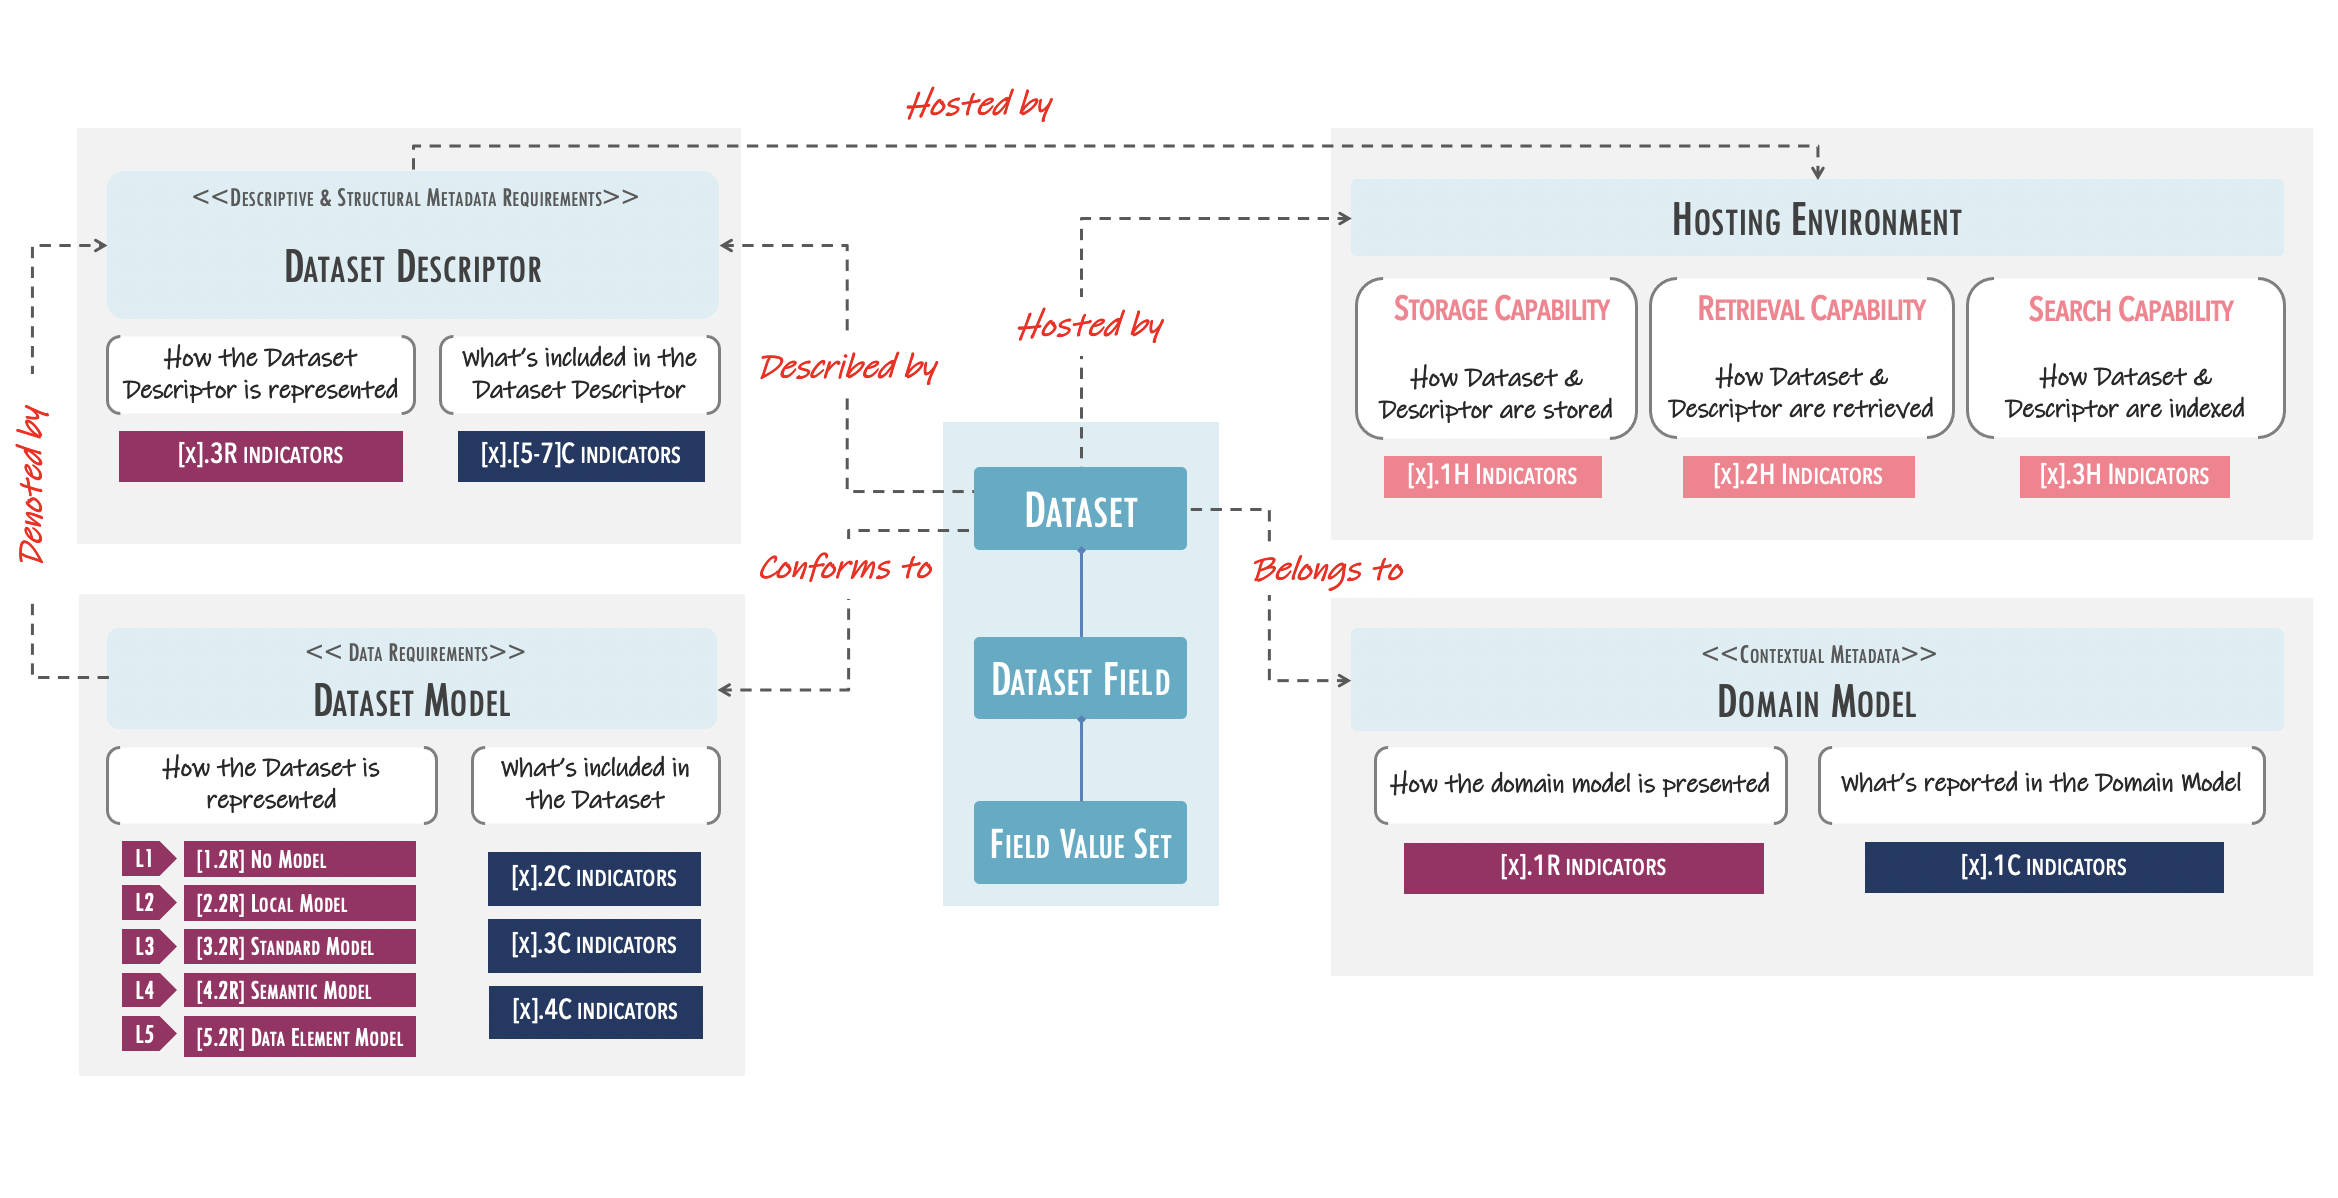 Hosted by
<<Descriptive & Structural Metadata Requirements>>
Dataset Descriptor
How the Dataset
Descriptor is represented
[x].3R indicators
What's included in the
Dataset Descriptor
[x].[5-7]C indicators
Denoted by
Described by
Hosted by
Hosting Environment
Storage Capability
How Dataset &
Descriptor are stored
[x].1H Indicators
Retrieval Capability
How Dataset &
Descriptor are retrieved
[x].2H Indicators
Search Capability
How Dataset &
Descriptor are indexed
[x].3H Indicators
Dataset
Dataset Field
Field Value Set
Conforms to
Belongs to
<< Data Requirements>>
Dataset Model
How the Dataset is
represented
L1 [1.2R] No Model
L2 [2.2R] Local Model
L3 [3.2R] Standard Model
L4 [4.2R] Semantic Model
L5 [5.2R] Data Element Model
What's included in
the Dataset
[x].2C indicators
[x].3C indicators
[x].4C indicators
<<Contextual Metadata>>
Domain Model
How the domain model is presented
[x].1R indicators
What's reported in the Domain Model
[x].1C indicators